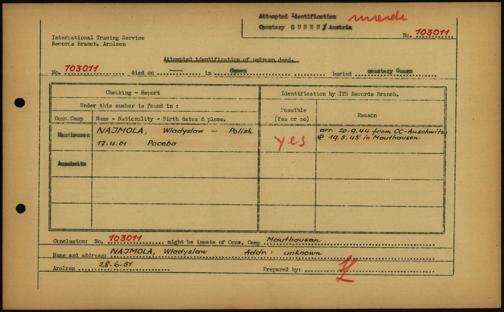 Attempted Identification
Cemetery GUSEN / Austria
No. 103011
International Tracing Service
Records Branch, Arolsen
Attempted identification of unknown dead.
No. 103011 died on — in Gusen buried cemetery Gusen
Checking - Report
Identification by ITS Records Branch.
Under this number is found in :
Possible
(Yes or no)
Reason
Conc. Camp
Name - Nationality - Birth dates & place.
Mauthausen
NAJMOLA, Wladyslaw - Polish
17.4.01 Poceba
yes
arr. 20.9.44 from CC-Auschwitz
19.5.45 in Mauthausen.
Auschwitz
Conclusion: No. 103011 might be inmate of Conc. Camp Mauthausen
Name and address: NAJMOLA, Wladyslaw Addr.: unknown
Arolsen 28.6.51 Prepared by: